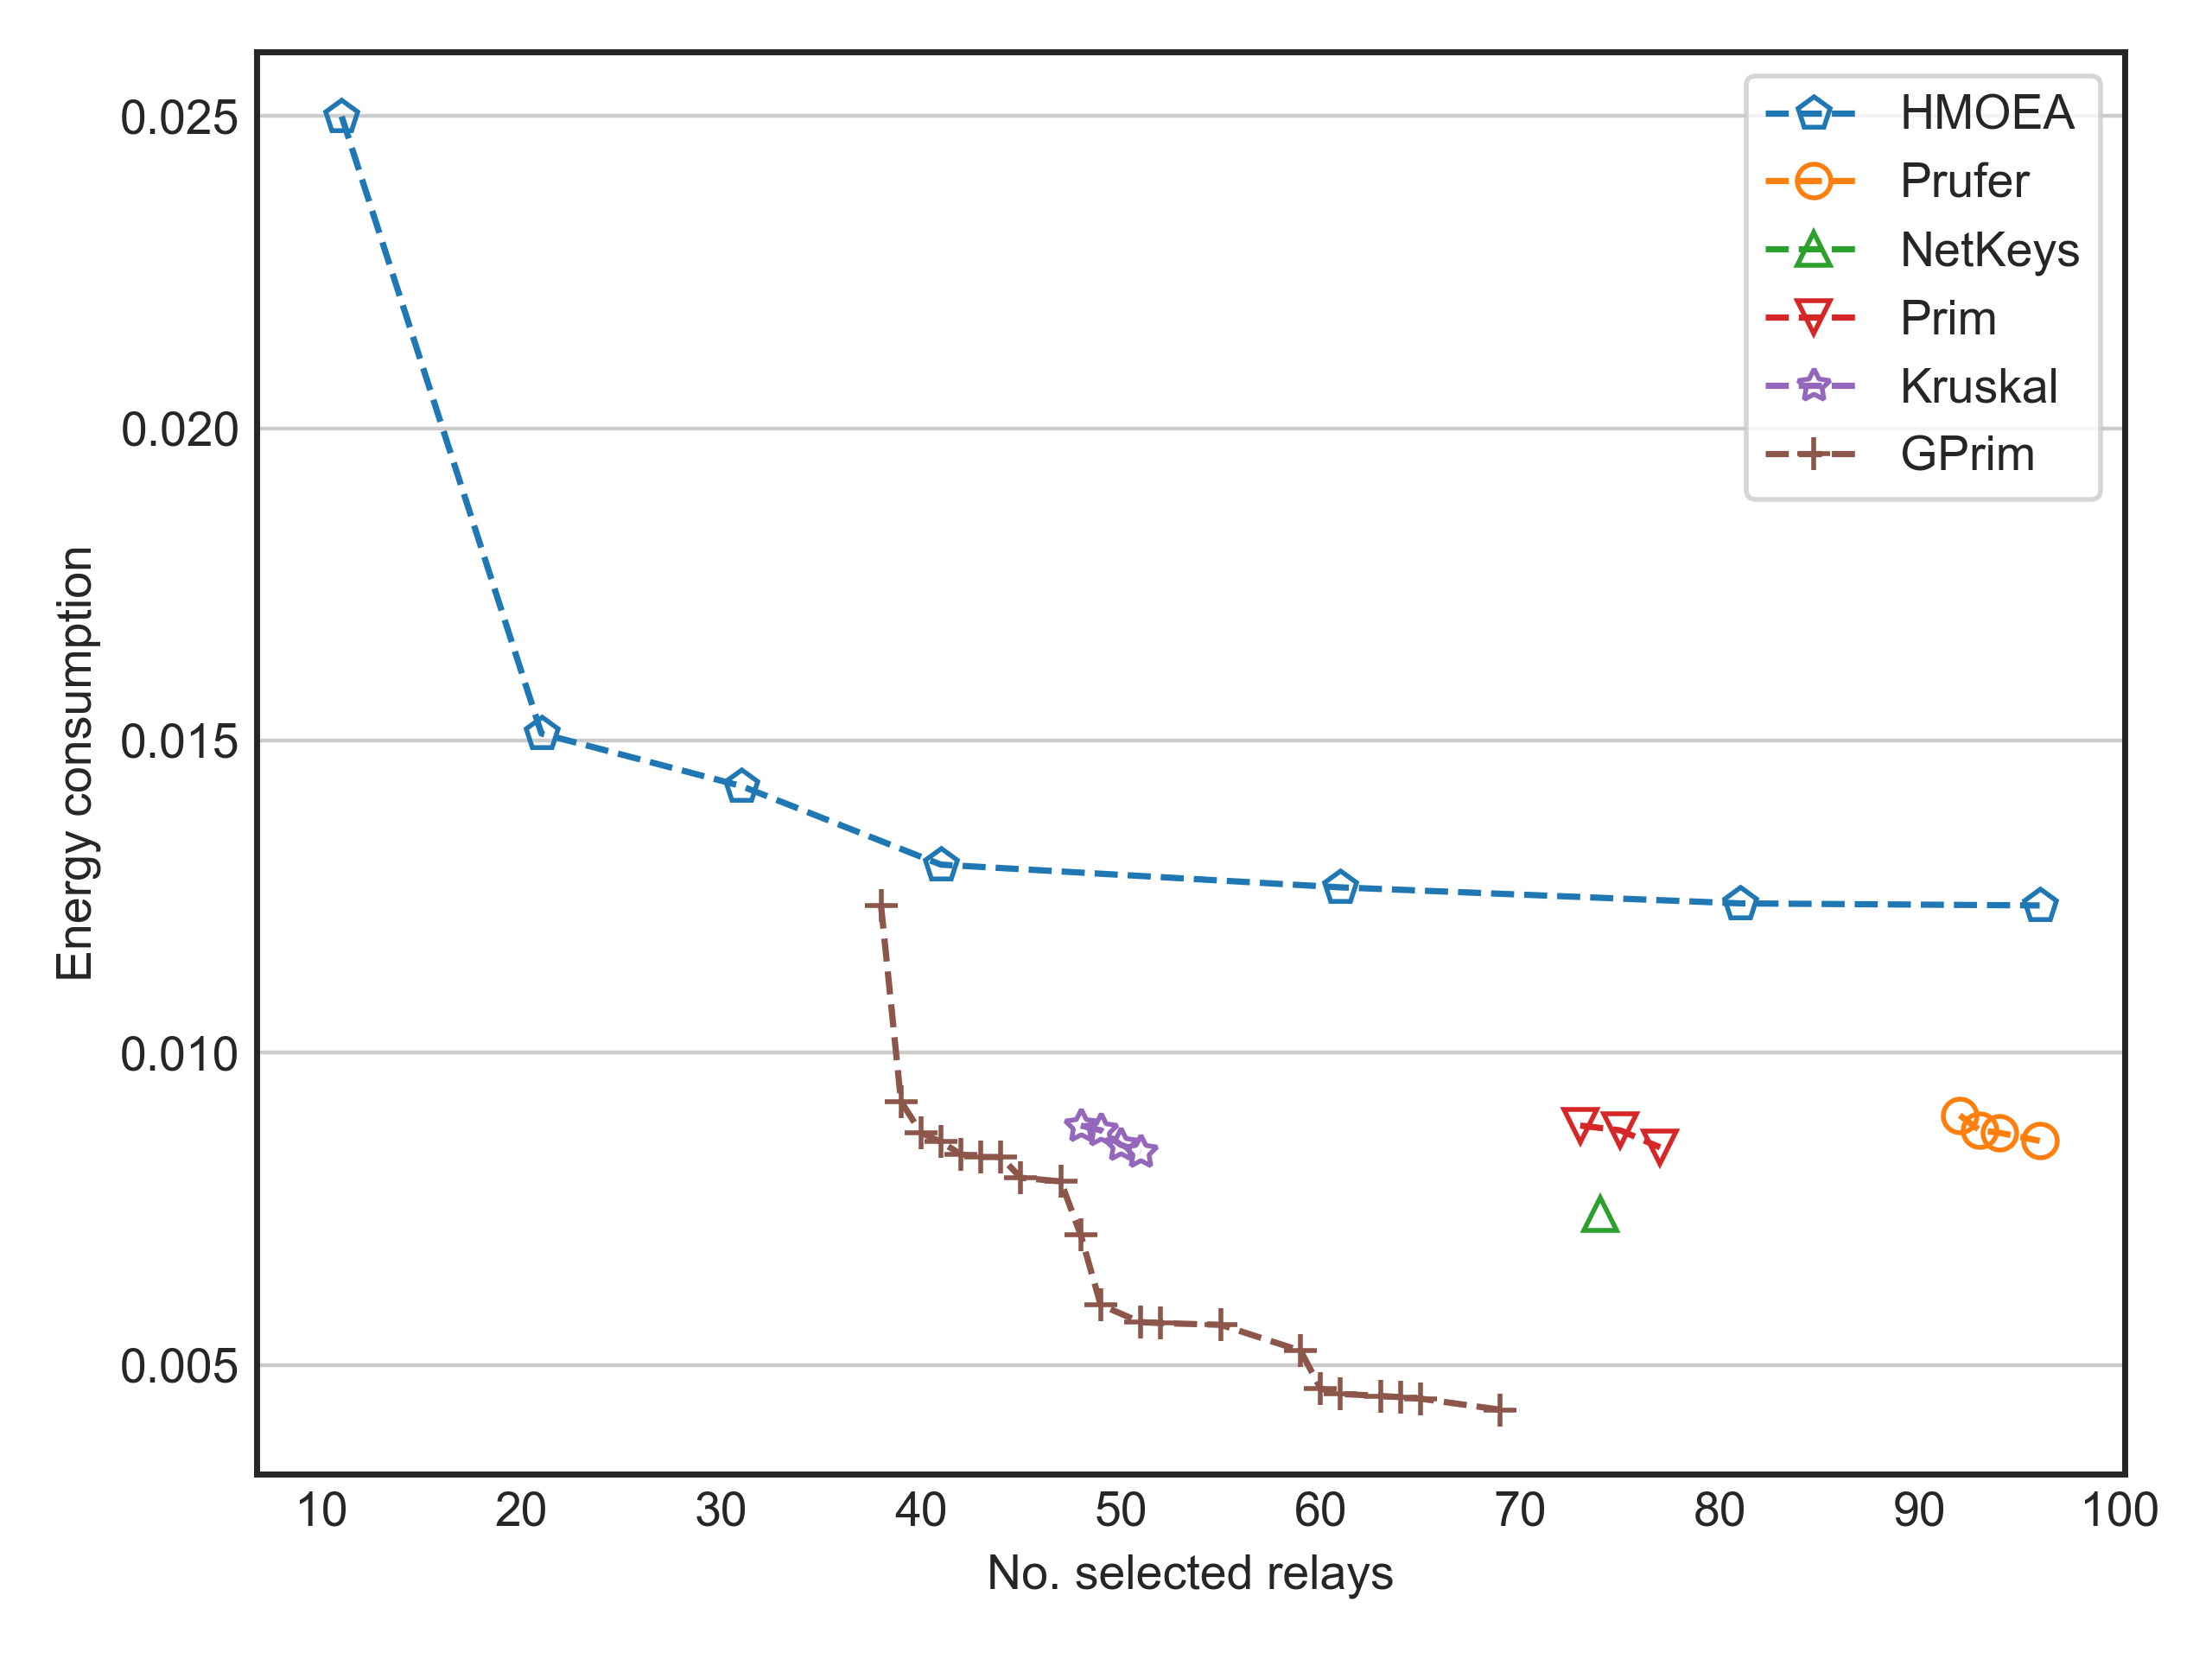 0.025
0.020
0.015
0.010
0.005
Energy consumption
10 20 30 40 50 60 70 80 90 100
No. selected relays
HMOEA
Prufer
NetKeys
Prim
Kruskal
GPrim